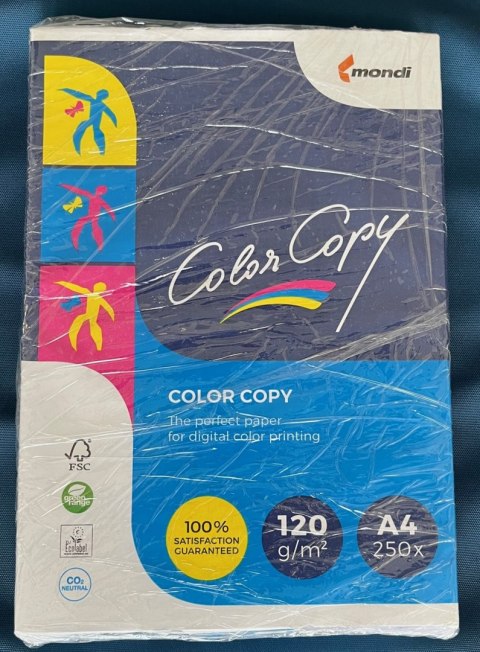 mondi
Color Copy
COLOR COPY
The perfect paper
for digital color printing
FSC
green
range
100%
SATISFACTION
GUARANTEED
120
g/m²
A4
250x
Ecolabel
CO₂
NEUTRAL